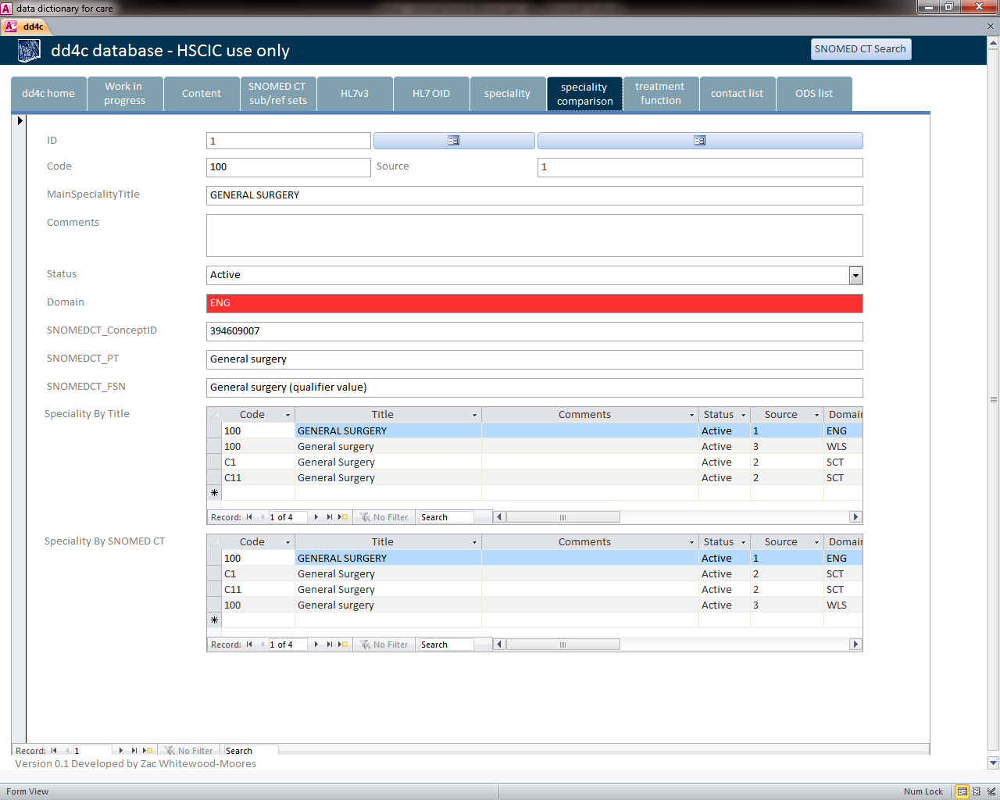 data dictionary for care
dd4c
dd4c database - HSCIC use only
SNOMED CT Search
dd4c home
Work in progress
Content
SNOMED CT sub/ref sets
HL7v3
HL7 OID
speciality
speciality comparison
treatment function
contact list
ODS list
ID 1
Code 100 Source 1
MainSpecialityTitle GENERAL SURGERY
Comments
Status Active
Domain ENG
SNOMEDCT_ConceptID 394609007
SNOMEDCT_PT General surgery
SNOMEDCT_FSN General surgery (qualifier value)
Speciality By Title
Code Title Comments Status Source Domain
100 GENERAL SURGERY Active 1 ENG
100 General surgery Active 3 WLS
C1 General Surgery Active 2 SCT
C11 General Surgery Active 2 SCT
Record: 1 of 4 No Filter Search
Speciality By SNOMED CT
Code Title Comments Status Source Domain
100 GENERAL SURGERY Active 1 ENG
C1 General Surgery Active 2 SCT
C11 General Surgery Active 2 SCT
100 General surgery Active 3 WLS
Record: 1 of 4 No Filter Search
Record: 1 No Filter Search
Version 0.1 Developed by Zac Whitewood-Moores
Form View Num Lock